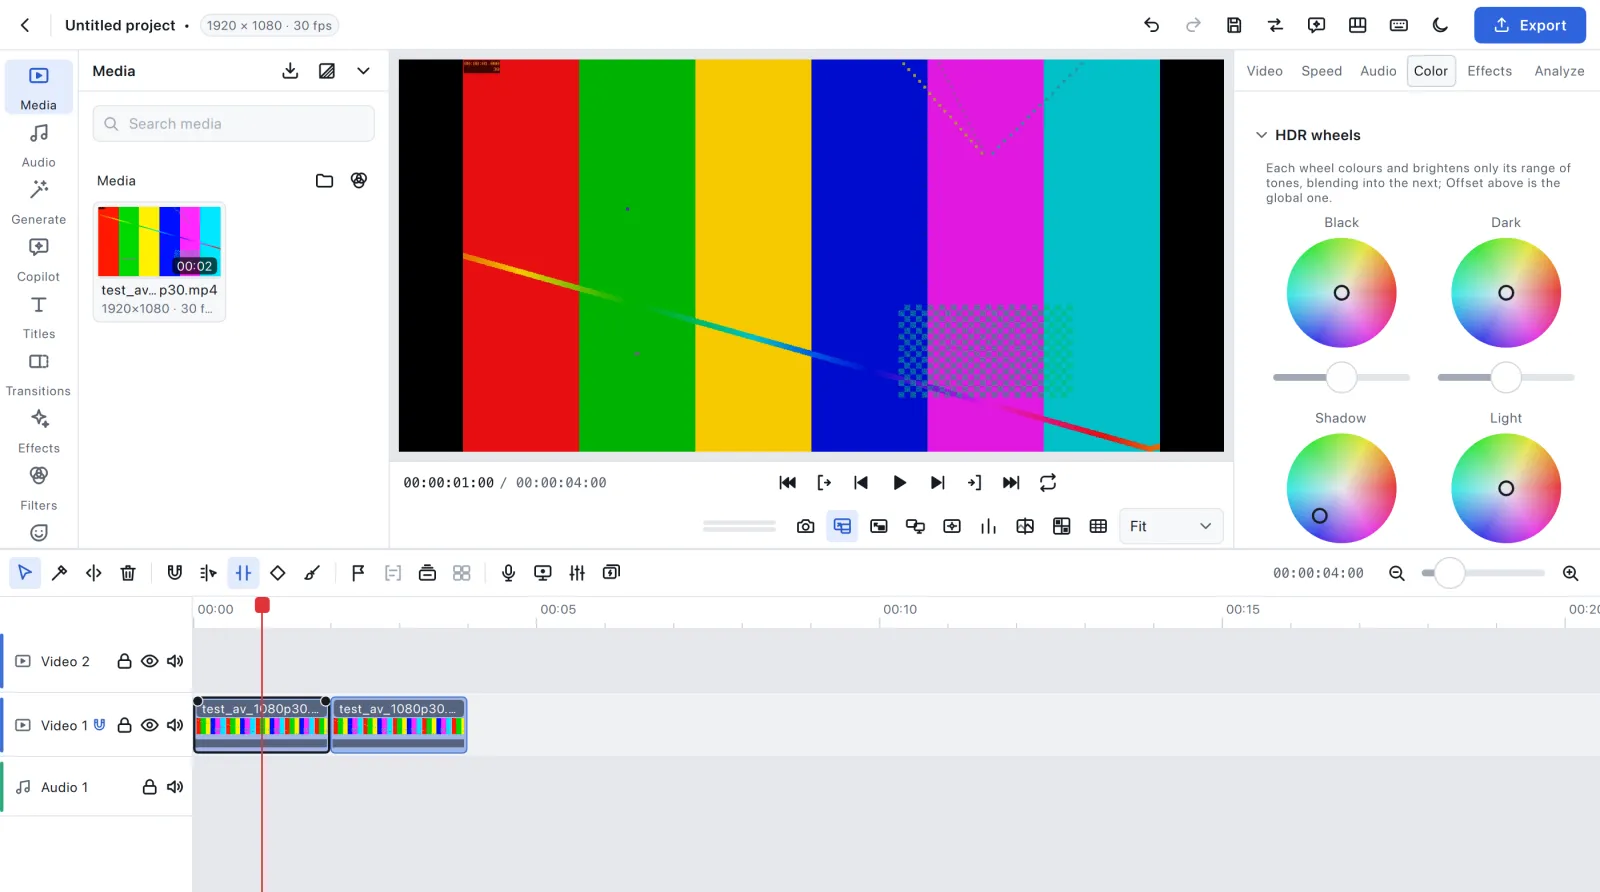 Untitled project •
1920 × 1080 · 30 fps
Export
Media
Audio
Generate
Copilot
Titles
Transitions
Effects
Filters
Media
Search media
Media
00:02
test_av…p30.mp4
1920×1080 · 30 f…
00:00:01:00 / 00:00:04:00
Fit
Video
Speed
Audio
Color
Effects
Analyze
HDR wheels
Each wheel colours and brightens only its range of
tones, blending into the next; Offset above is the
global one.
Black
Dark
Shadow
Light
00:00:04:00
00:00
00:05
00:10
00:15
00:20
Video 2
Video 1
test_av_1080p30.…
test_av_1080p30.…
Audio 1